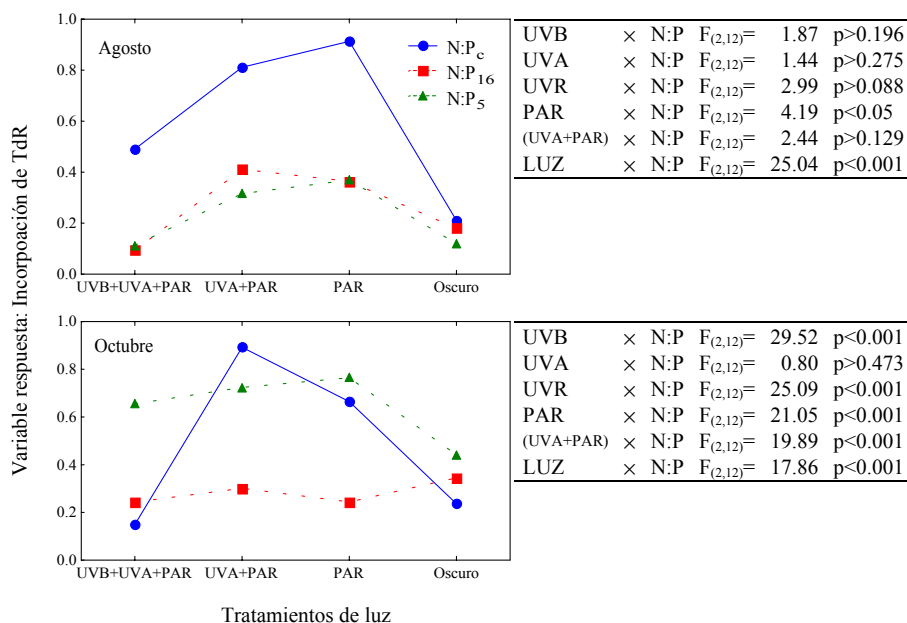 Variable respuesta: Incorpoación de TdR
Agosto
N:Pc
N:P16
N:P5
1.0
0.8
0.6
0.4
0.2
0.0
UVB+UVA+PAR UVA+PAR PAR Oscuro
UVB × N:P F(2,12)= 1.87 p>0.196
UVA × N:P F(2,12)= 1.44 p>0.275
UVR × N:P F(2,12)= 2.99 p>0.088
PAR × N:P F(2,12)= 4.19 p<0.05
(UVA+PAR) × N:P F(2,12)= 2.44 p>0.129
LUZ × N:P F(2,12)= 25.04 p<0.001
Octubre
1.0
0.8
0.6
0.4
0.2
0.0
UVB+UVA+PAR UVA+PAR PAR Oscuro
UVB × N:P F(2,12)= 29.52 p<0.001
UVA × N:P F(2,12)= 0.80 p>0.473
UVR × N:P F(2,12)= 25.09 p<0.001
PAR × N:P F(2,12)= 21.05 p<0.001
(UVA+PAR) × N:P F(2,12)= 19.89 p<0.001
LUZ × N:P F(2,12)= 17.86 p<0.001
Tratamientos de luz